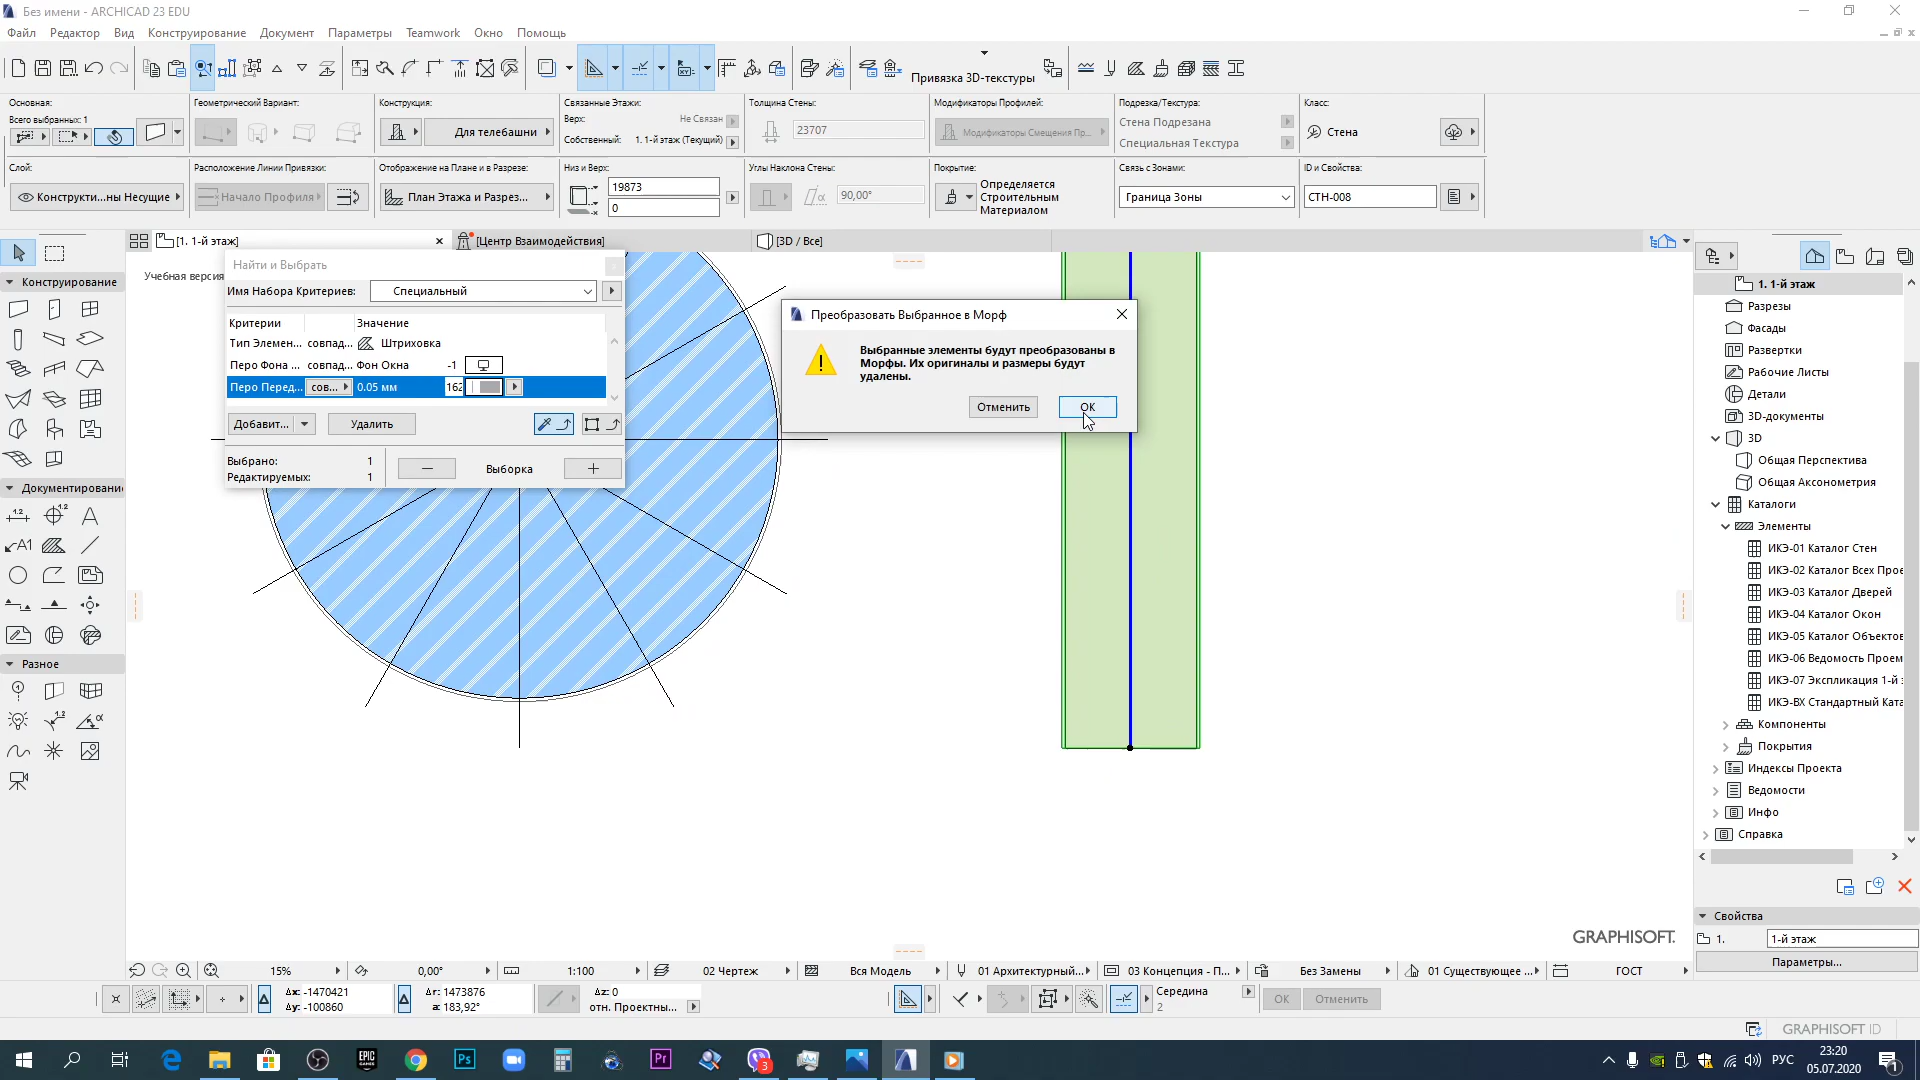 Без имени - ARCHICAD 23 EDU
Файл Редактор Вид Конструирование Документ Параметры Teamwork Окно Помощь
Привязка 3D-текстуры
Основная:
Всего выбранных: 1
Геометрический Вариант:
Конструкция:
Для телебашни
Связанные Этажи:
Верх: Не Связан
Собственный: 1. 1-й этаж (Текущий)
Толщина Стены:
23707
Модификаторы Профилей:
Модификаторы Смещения Пр...
Подрезка/Текстура:
Стена Подрезана
Специальная Текстура
Класс:
Стена
Слой:
Конструкти...ны Несущие
Расположение Линии Привязки:
Начало Профиля
Отображение на Плане и в Разрезе:
План Этажа и Разрез...
Низ и Верх:
19873
0
Углы Наклона Стены:
90,00°
Покрытие:
Определяется
Строительным
Материалом
Связь с Зонами:
Граница Зоны
ID и Свойства:
СТН-008
[1. 1-й этаж]
[Центр Взаимодействия]
[3D / Все]
Учебная версия
Найти и Выбрать
Имя Набора Критериев: Специальный
Критерии Значение
Тип Элемен... совпад... Штриховка
Перо Фона ... совпад... Фон Окна -1
Перо Перед... сов... 0.05 мм 162
Добавит... Удалить
Выбрано: 1
Редактируемых: 1
Выборка
Преобразовать Выбранное в Морф
Выбранные элементы будут преобразованы в
Морфы. Их оригиналы и размеры будут
удалены.
Отменить
OK
Конструирование
Документирование
Разное
1. 1-й этаж
Разрезы
Фасады
Развертки
Рабочие Листы
Детали
3D-документы
3D
Общая Перспектива
Общая Аксонометрия
Каталоги
Элементы
ИКЭ-01 Каталог Стен
ИКЭ-02 Каталог Всех Прое
ИКЭ-03 Каталог Дверей
ИКЭ-04 Каталог Окон
ИКЭ-05 Каталог Объектов
ИКЭ-06 Ведомость Проем
ИКЭ-07 Экспликация 1-й э
ИКЭ-ВХ Стандартный Ката
Компоненты
Покрытия
Индексы Проекта
Ведомости
Инфо
Справка
Свойства
1. 1-й этаж
Параметры...
GRAPHISOFT.
15% 0,00° 1:100 02 Чертеж Вся Модель 01 Архитектурный... 03 Концепция - П... Без Замены 01 Существующее ... ГОСТ
Δx: -1470421
Δy: -100860
Δr: 1473876
a: 183,92°
Δz: 0
отн. Проектны...
Середина
2
OK
Отменить
GRAPHISOFT ID
РУС
23:20
05.07.2020